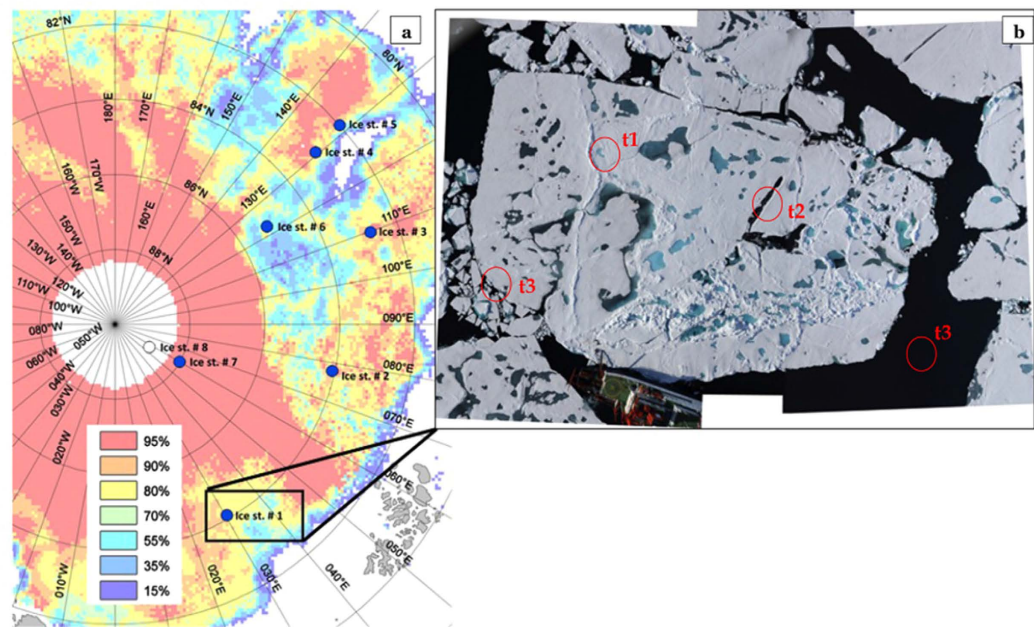 a
b
82°N
80°N
180°E
170°E
84°N
150°E
140°E
Ice st. # 5
Ice st. # 4
160°W
170°W
160°E
86°N
130°E
110°E
Ice st. # 3
Ice st. # 6
150°W
140°W
88°N
130°W
120°W
100°E
110°W
100°W
090°E
080°W
050°W
Ice st. # 8
Ice st. # 7
060°W
040°W
030°W
080°E
Ice st. # 2
070°E
020°W
060°E
95%
90%
80%
70%
55%
35%
15%
Ice st. # 1
050°E
040°E
030°E
020°E
010°W
t1
t2
t3
t3